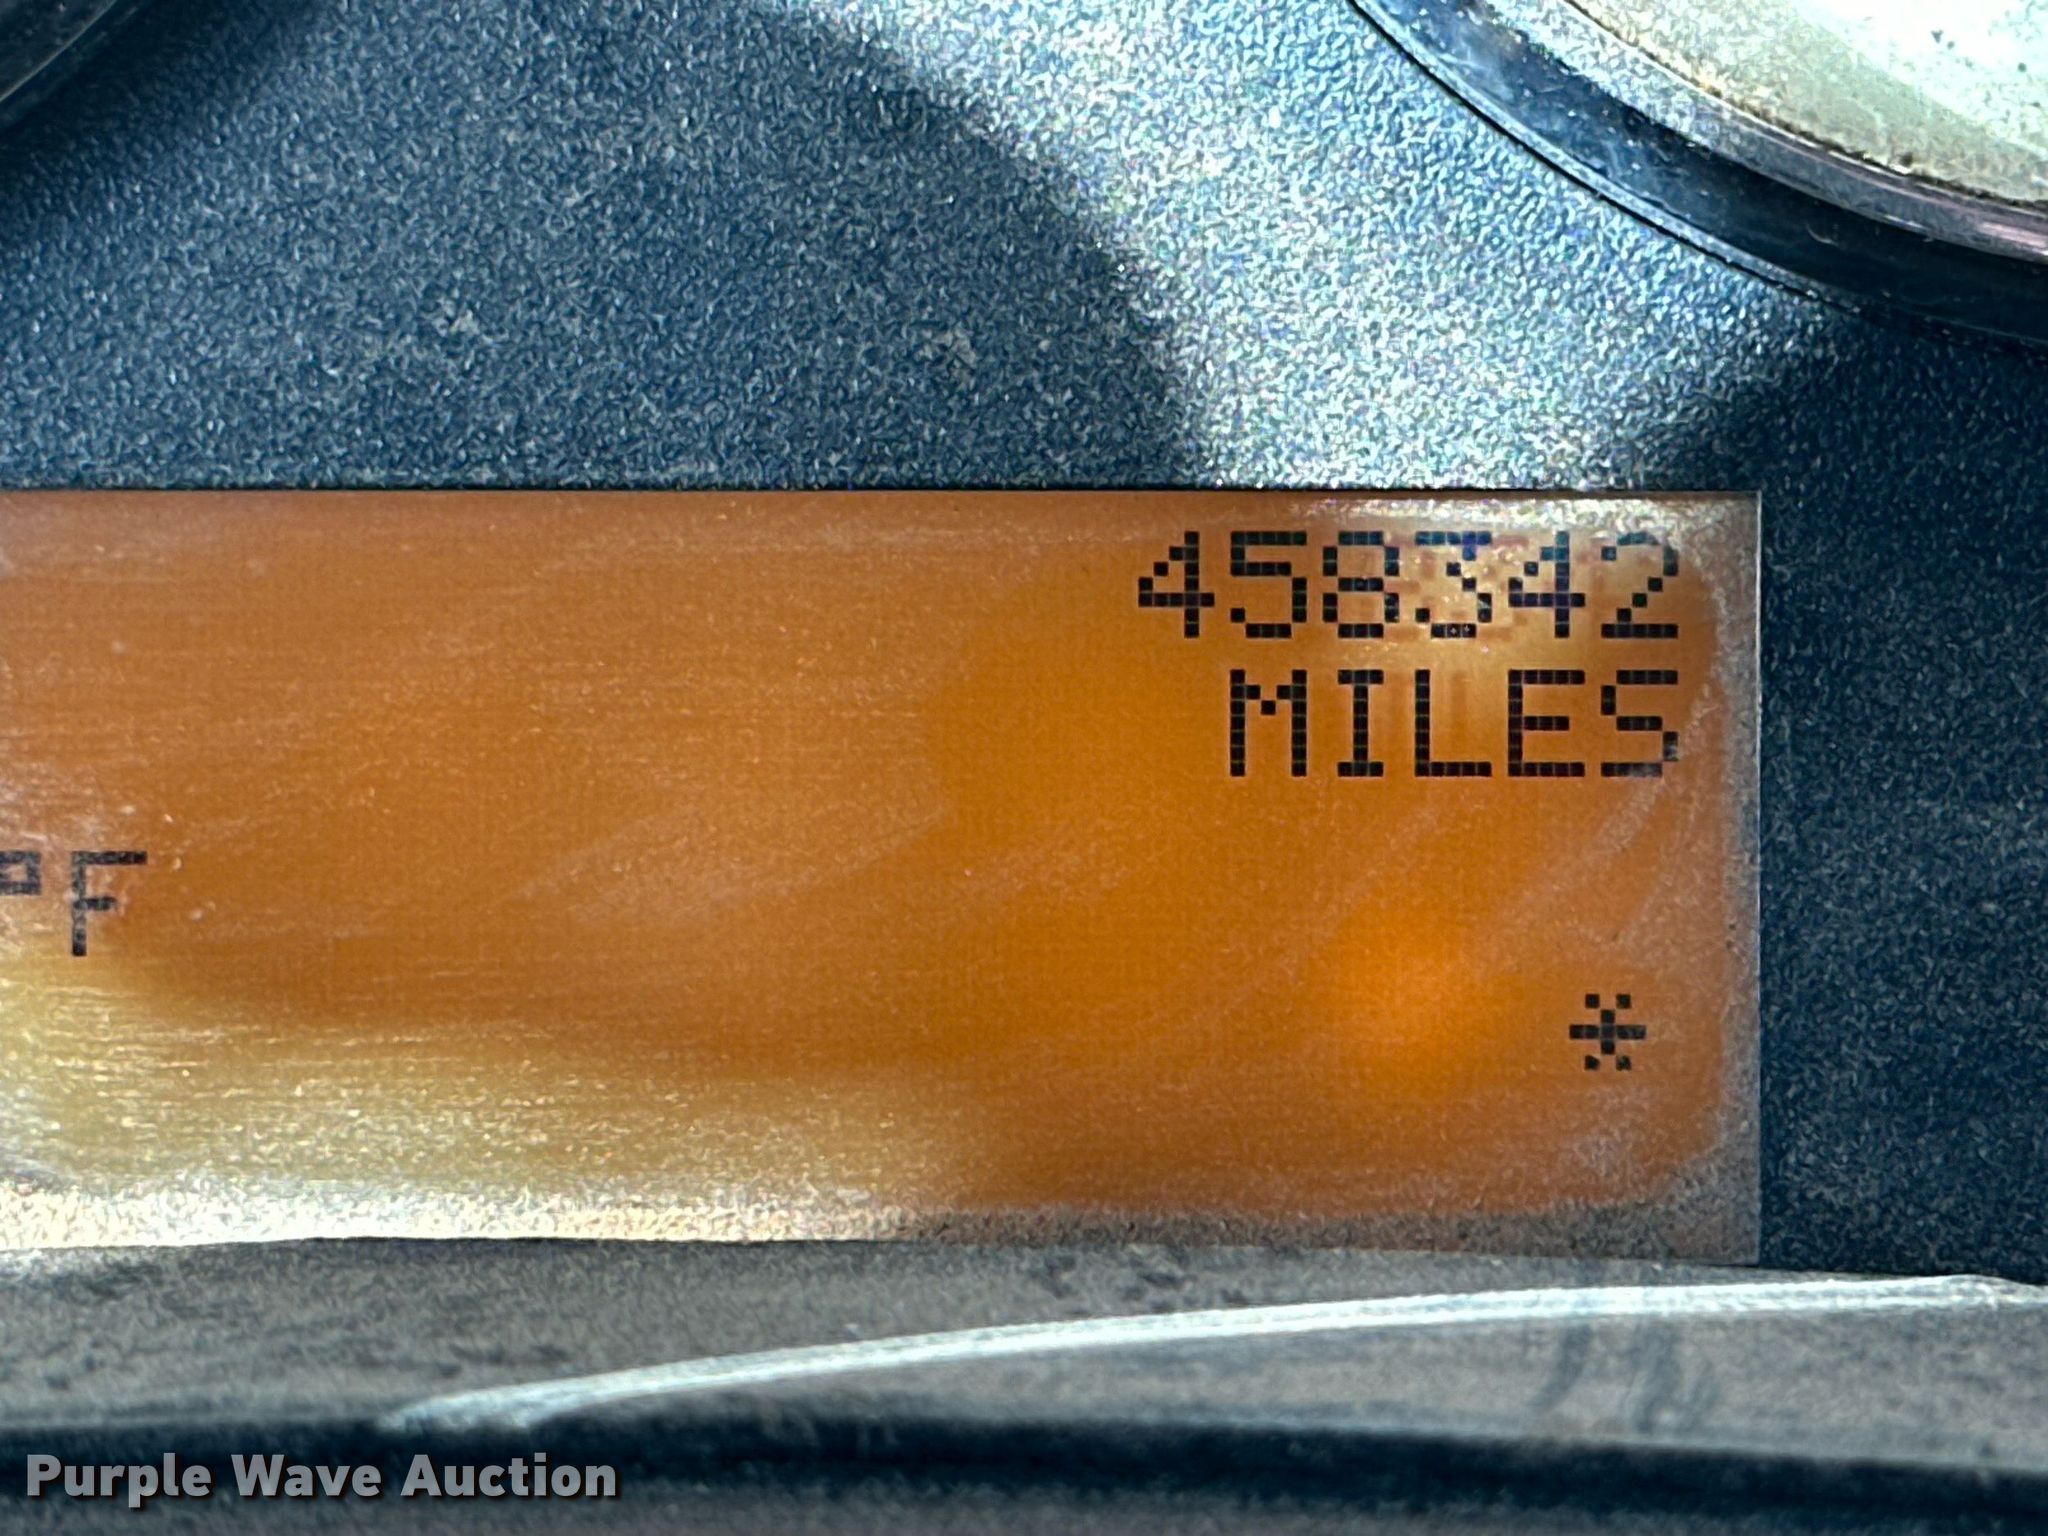 458342
MILES
°F
*
Purple Wave Auction